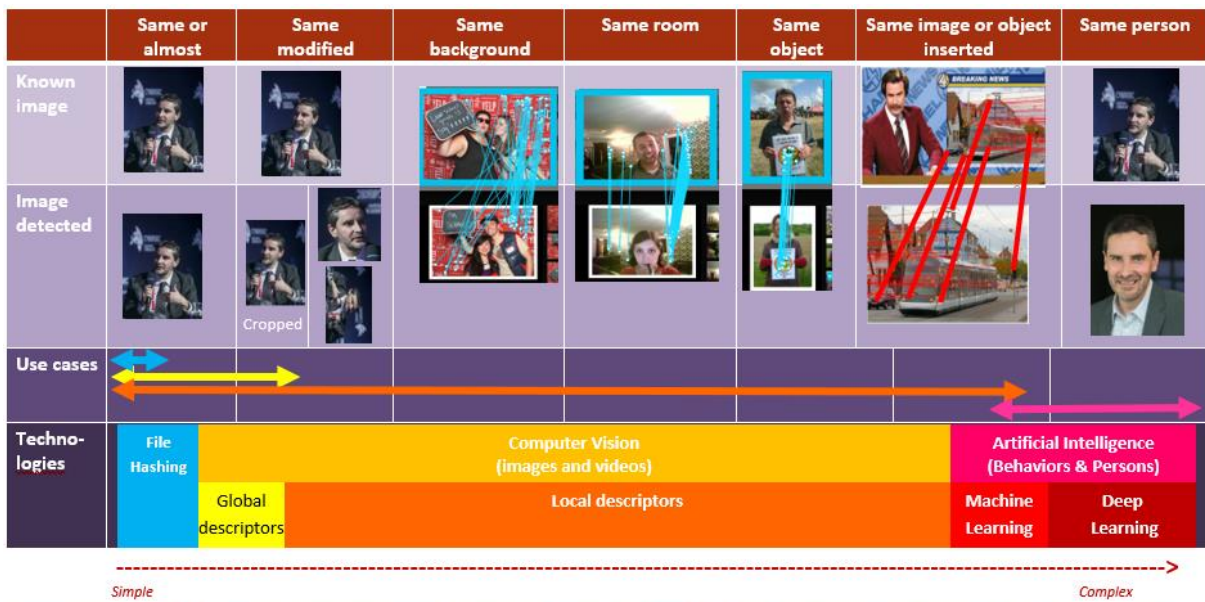 Same or
almost
Same
modified
Same
background
Same room
Same
object
Same image or object
inserted
Same person
Known
image
BREAKING NEWS
Image
detected
Cropped
Use cases
Techno-
logies
File
Hashing
Computer Vision
(images and videos)
Artificial Intelligence
(Behaviors & Persons)
Global
descriptors
Local descriptors
Machine
Learning
Deep
Learning
Simple
Complex